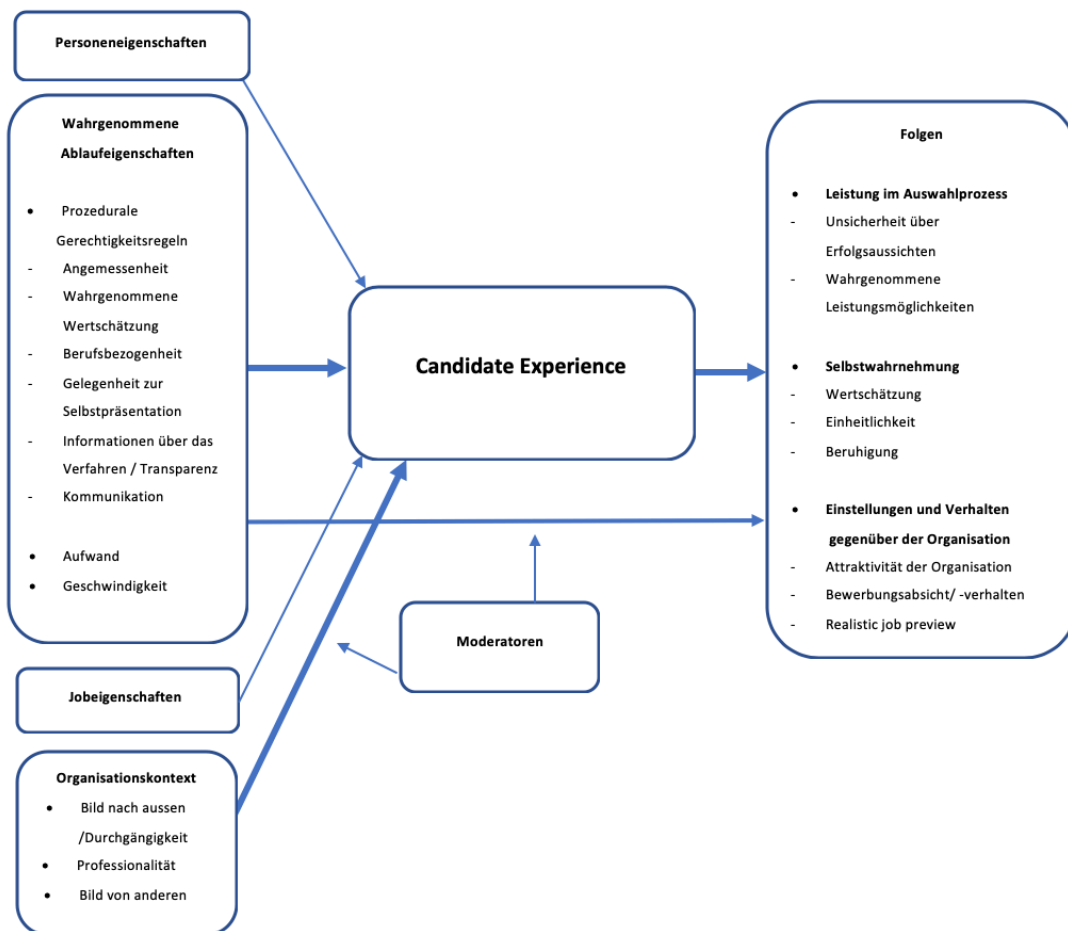 Personeneigenschaften
Wahrgenommene
Ablaufeigenschaften
• Prozedurale
Gerechtigkeitsregeln
- Angemessenheit
- Wahrgenommene
Wertschätzung
- Berufsbezogenheit
- Gelegenheit zur
Selbstpräsentation
- Informationen über das
Verfahren / Transparenz
- Kommunikation
• Aufwand
• Geschwindigkeit
Jobeigenschaften
Organisationskontext
• Bild nach aussen
/Durchgängigkeit
• Professionalität
• Bild von anderen
Candidate Experience
Moderatoren
Folgen
• Leistung im Auswahlprozess
- Unsicherheit über
Erfolgsaussichten
- Wahrgenommene
Leistungsmöglichkeiten
• Selbstwahrnehmung
- Wertschätzung
- Einheitlichkeit
- Beruhigung
• Einstellungen und Verhalten
gegenüber der Organisation
- Attraktivität der Organisation
- Bewerbungsabsicht/ -verhalten
- Realistic job preview